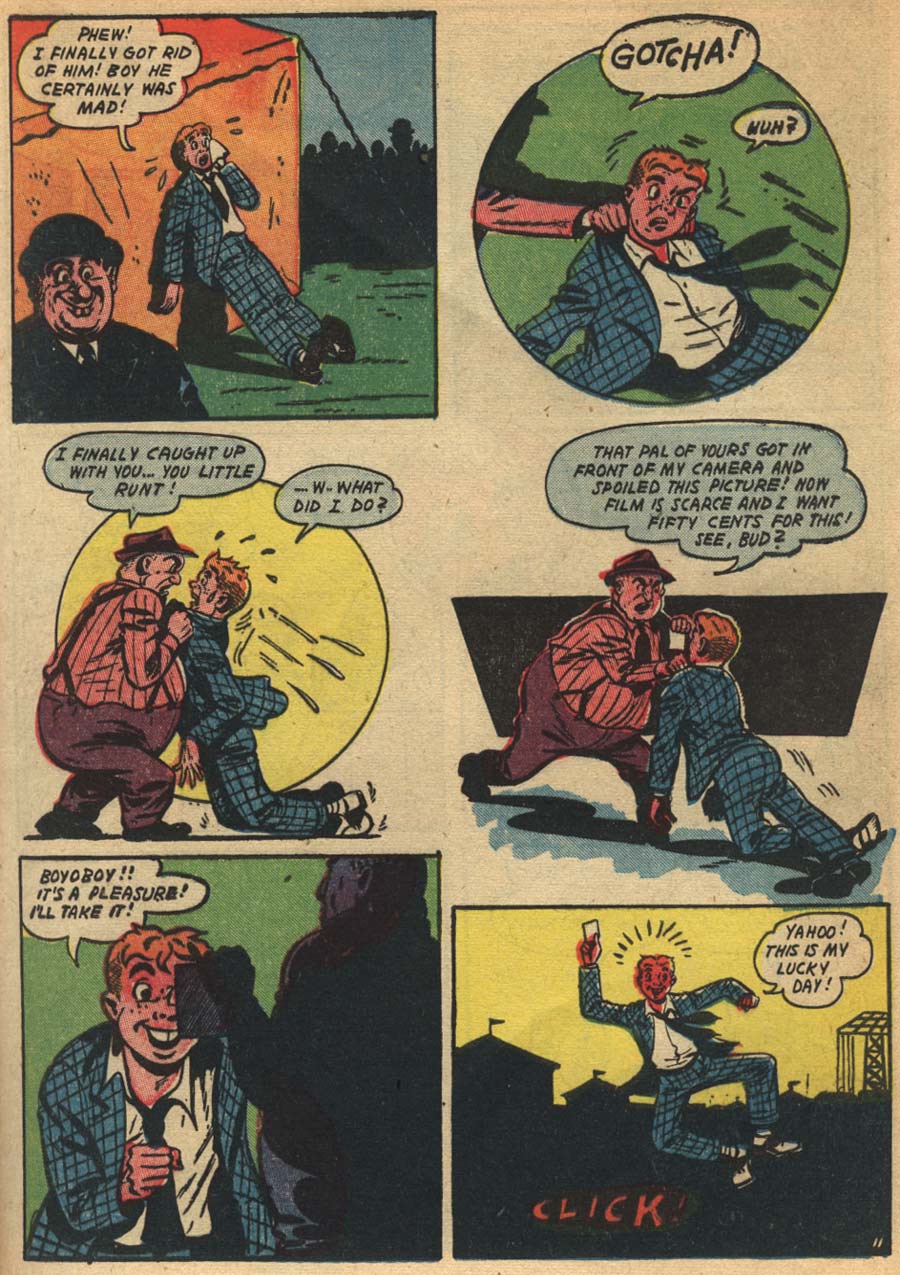 PHEW!
I FINALLY GOT RID
OF HIM! BOY HE
CERTAINLY WAS
MAD!
GOTCHA!
HUH?
I FINALLY CAUGHT UP
WITH YOU... YOU LITTLE
RUNT!
--- W-- WHAT
DID I DO?
THAT PAL OF YOURS GOT IN
FRONT OF MY CAMERA AND
SPOILED THIS PICTURE! NOW
FILM IS SCARCE AND I WANT
FIFTY CENTS FOR THIS!
SEE, BUD?
BOYOBOY!!
IT'S A PLEASURE!
I'LL TAKE IT!
YAHOO!
THIS IS MY
LUCKY
DAY!
CLICK!
11